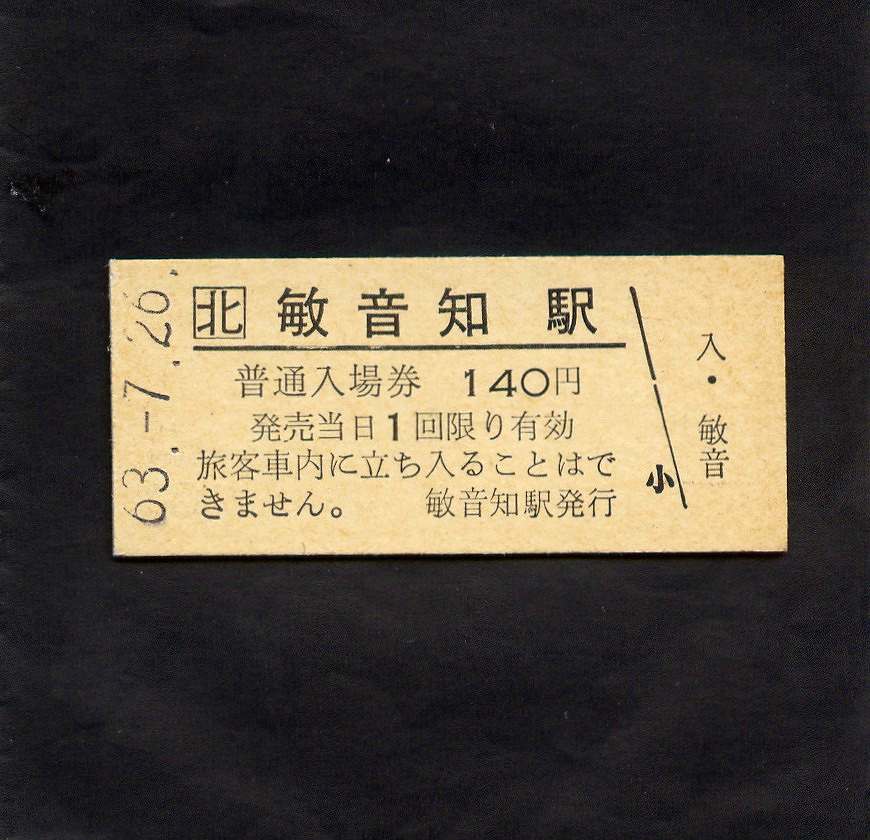 63.-7.26.
北 敏音知駅
普通入場券 140円
発売当日1回限り有効
旅客車内に立ち入ることはで
きません。 敏音知駅発行
小
入・敏音